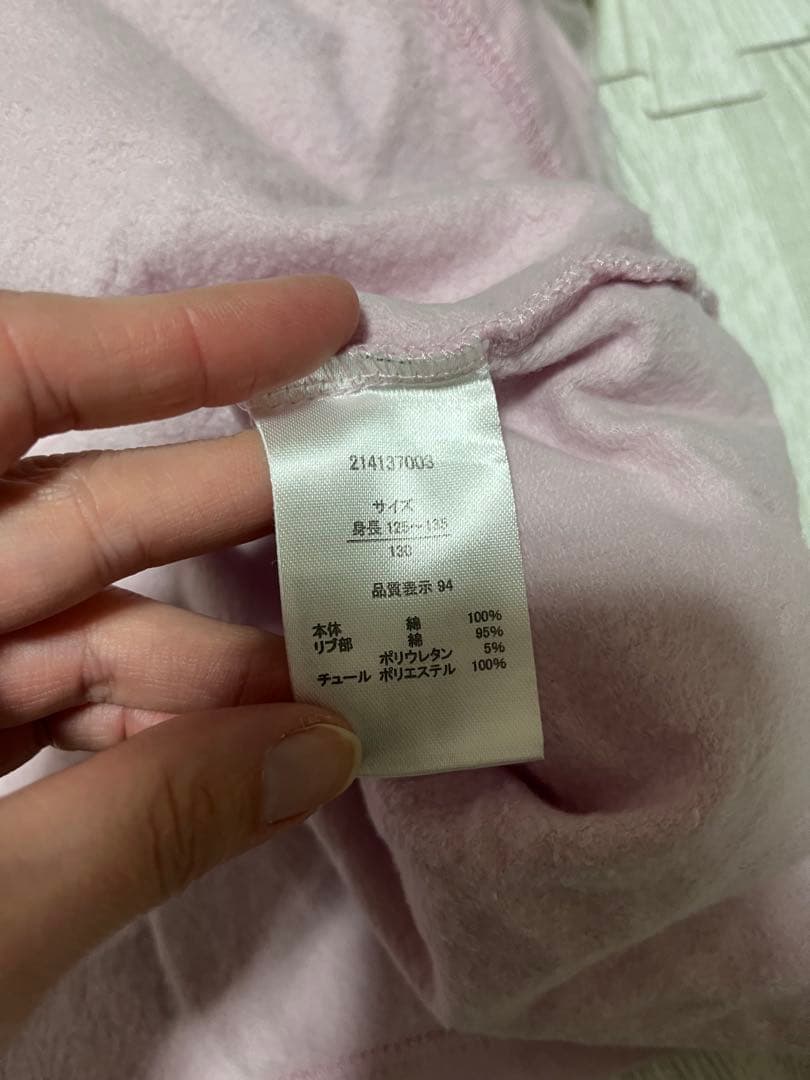 214137003
サイズ
身長 125~135
130
品質表示 94
本体 綿 100%
リブ部 綿 95%
ポリウレタン 5%
チュール ポリエステル 100%